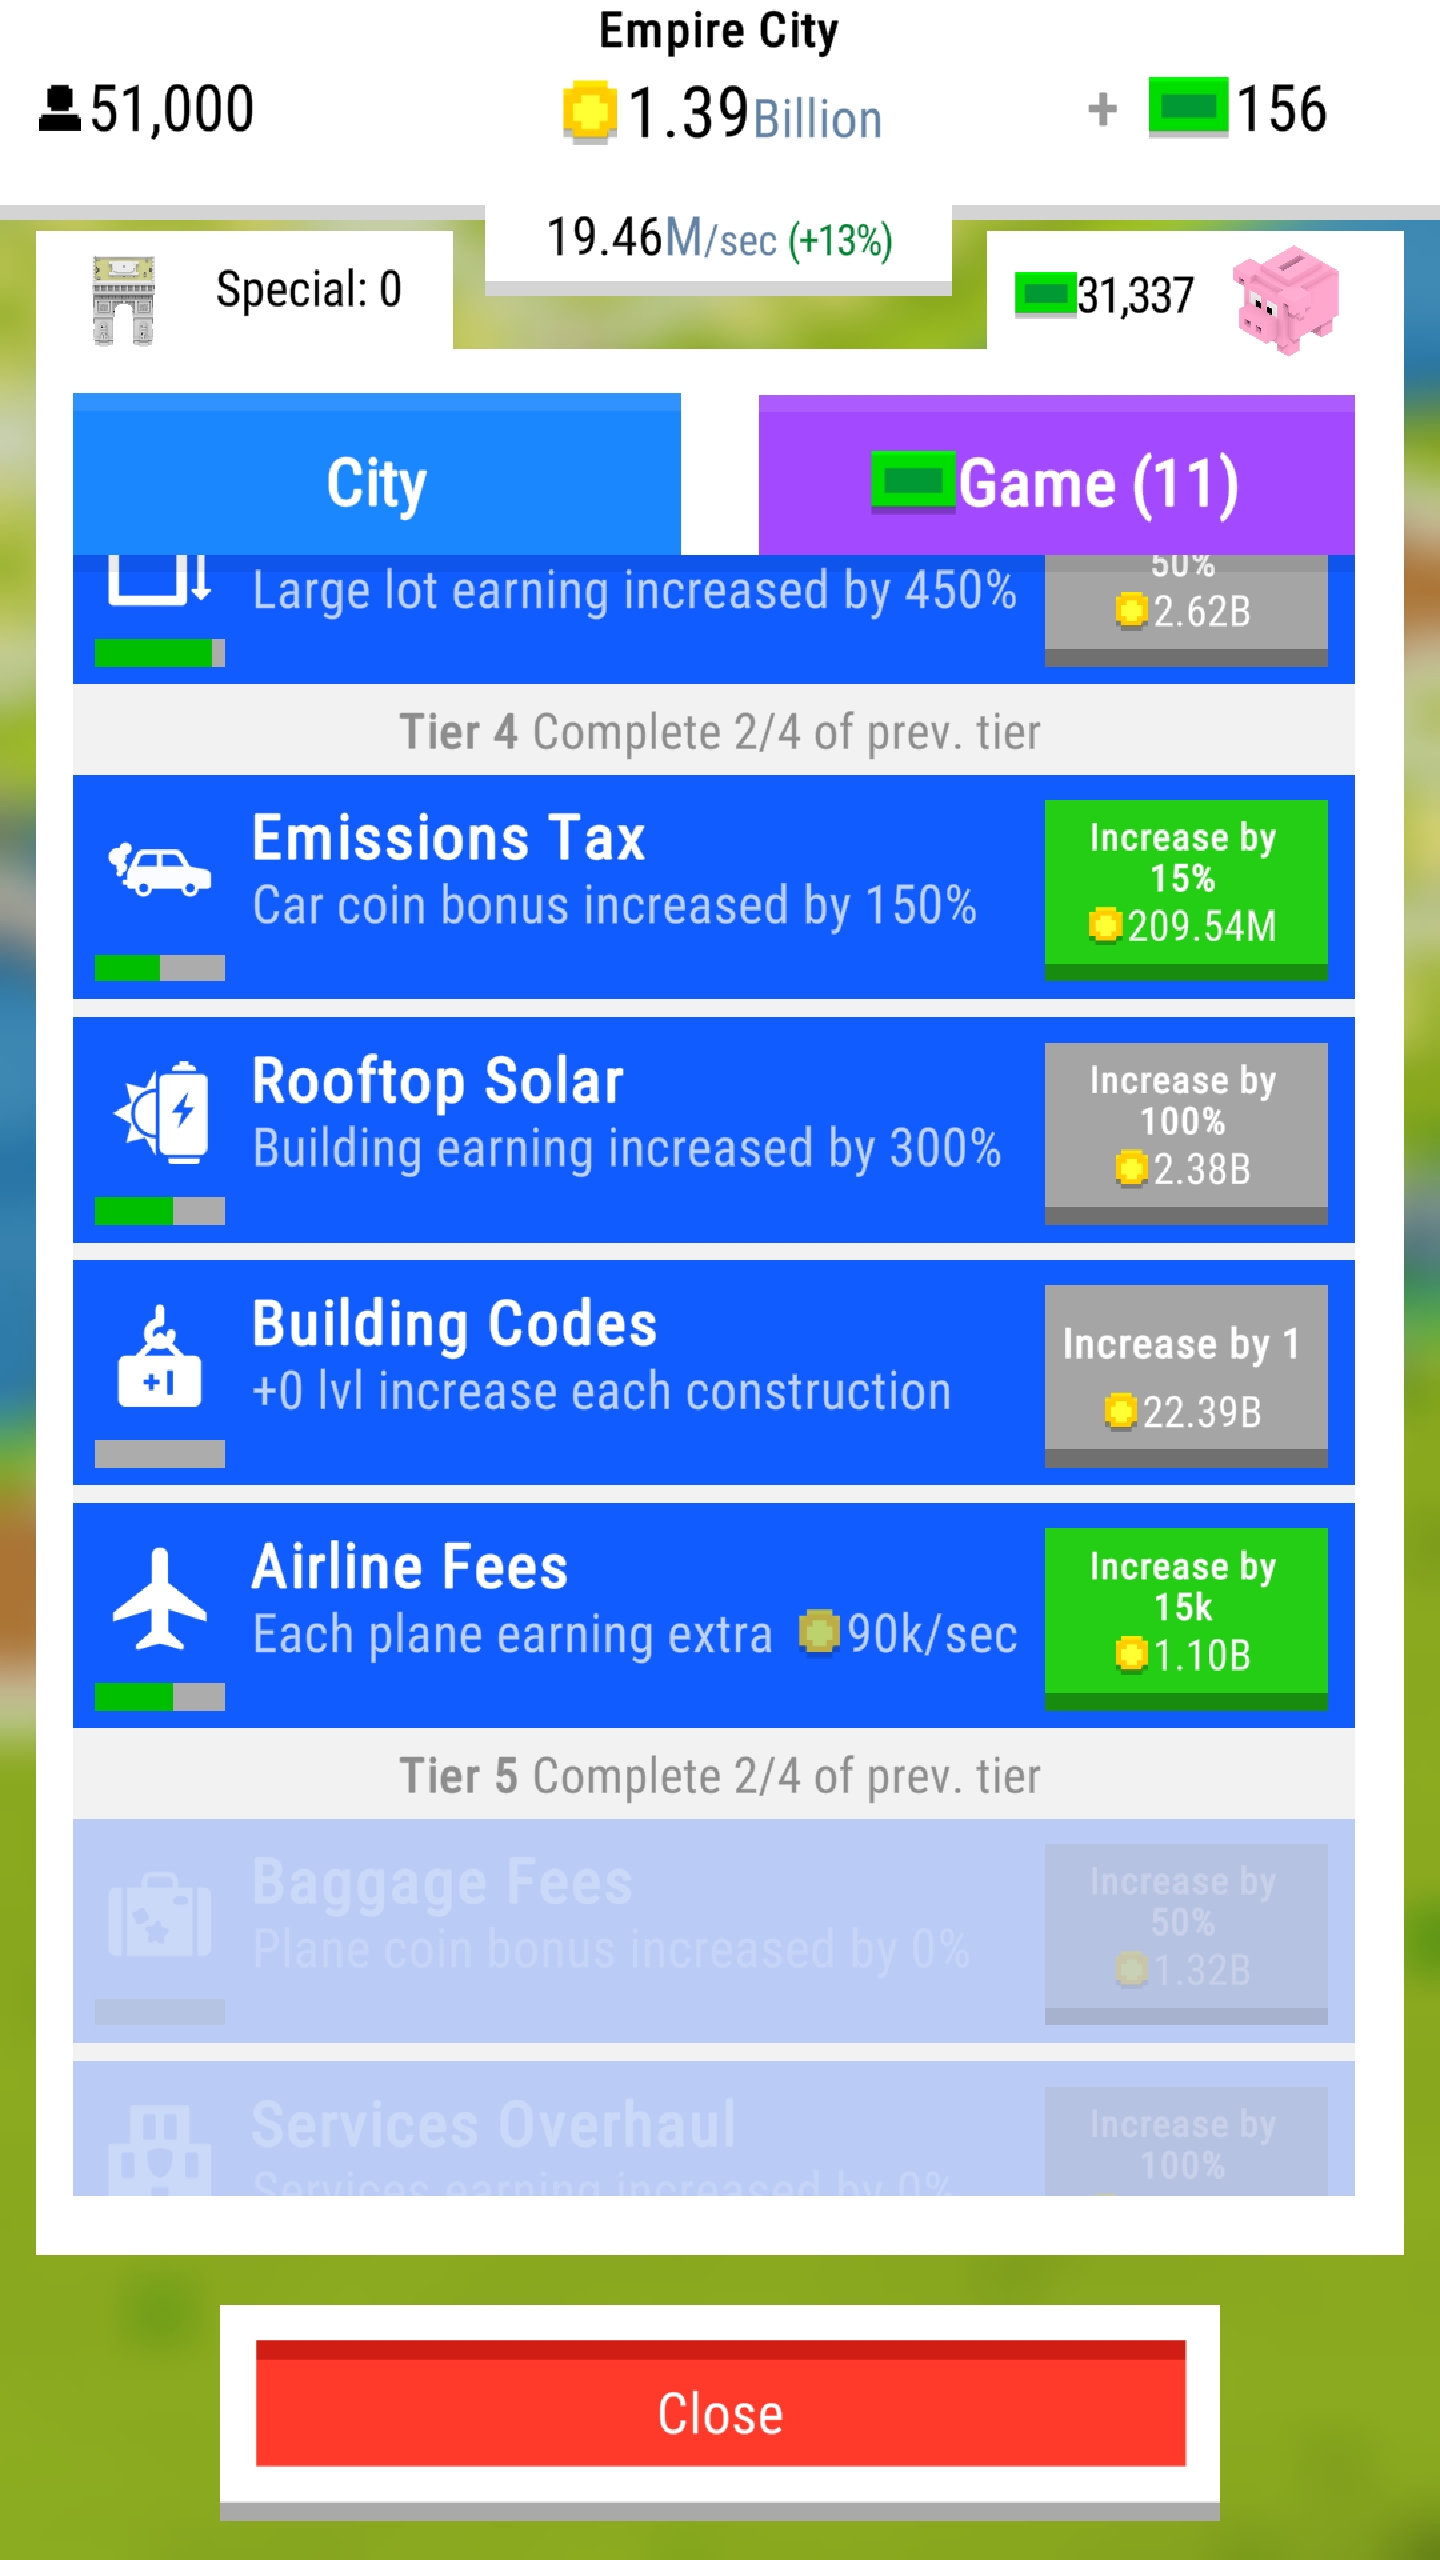 Empire City
51,000
1.39Billion
+ 156
19.46M/sec (+13%)
Special: 0
31,337
City
Game (11)
Large lot earning increased by 450%
50%
2.62B
Tier 4 Complete 2/4 of prev. tier
Emissions Tax
Car coin bonus increased by 150%
Increase by
15%
209.54M
Rooftop Solar
Building earning increased by 300%
Increase by
100%
2.38B
Building Codes
+0 lvl increase each construction
+1
Increase by 1
22.39B
Airline Fees
Each plane earning extra 90k/sec
Increase by
15k
1.10B
Tier 5 Complete 2/4 of prev. tier
Baggage Fees
Plane coin bonus increased by 0%
Increase by
50%
1.32B
Services Overhaul
Services earning increased by 0%
Increase by
100%
Close